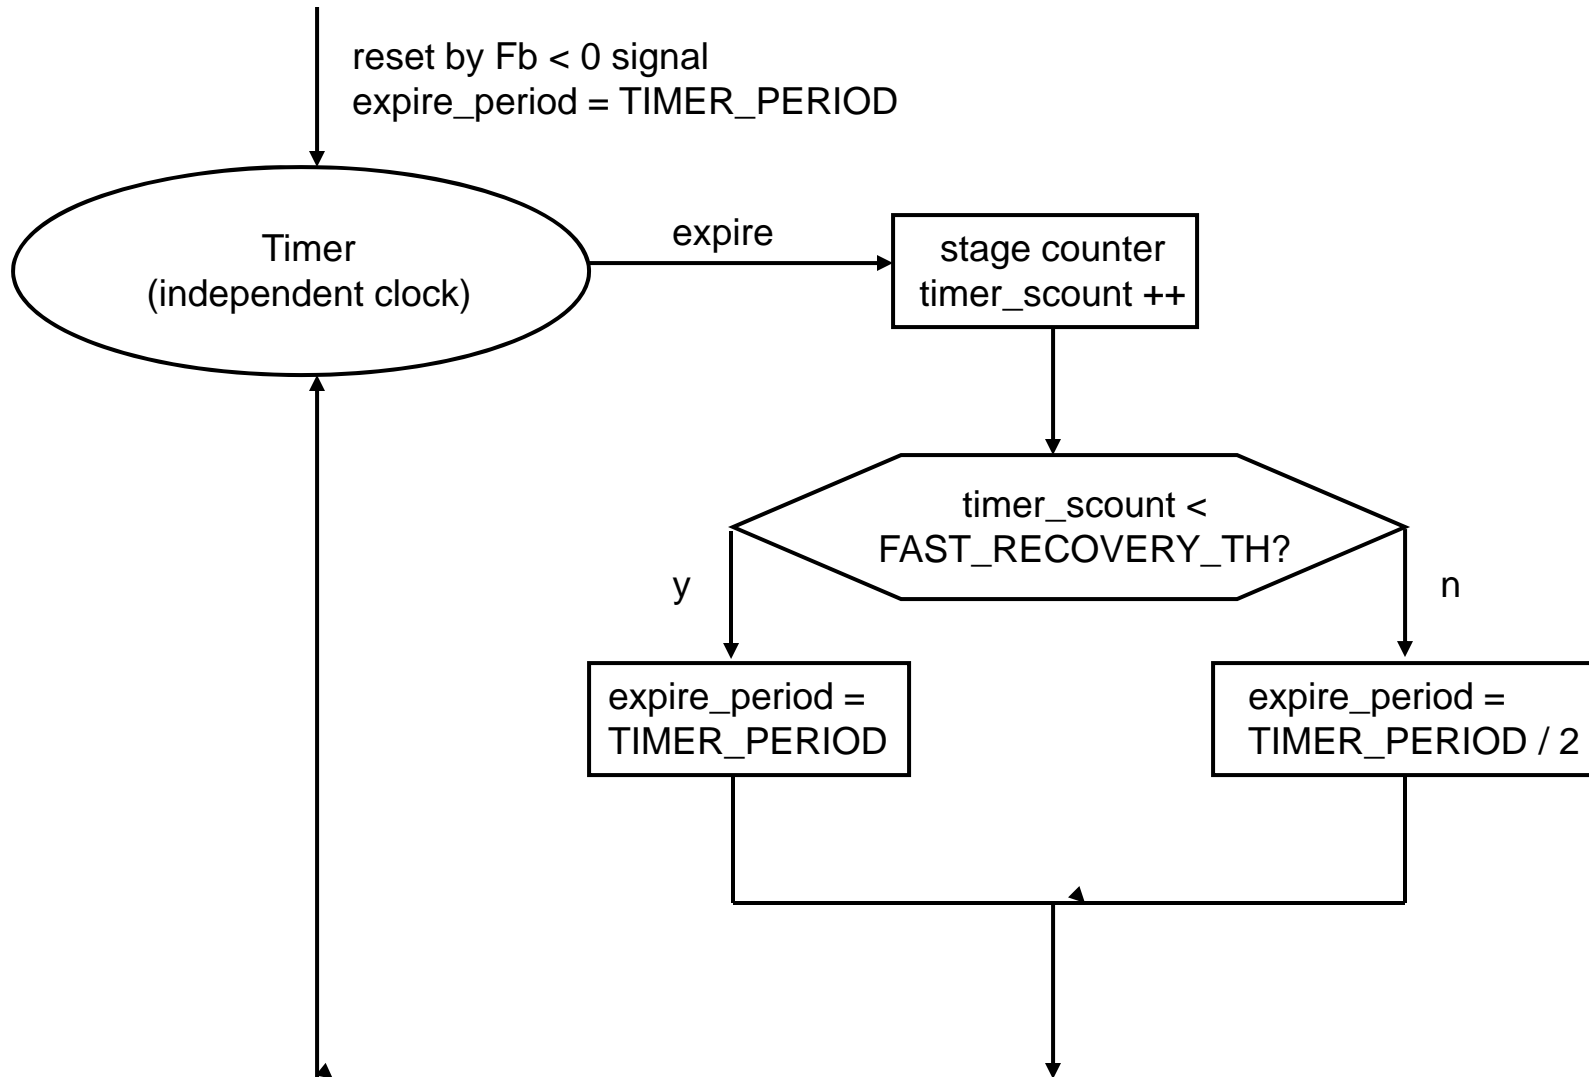 reset by Fb < 0 signal
expire_period = TIMER_PERIOD
Timer
(independent clock)
expire
stage counter
timer_scount ++
timer_scount <
FAST_RECOVERY_TH?
y
n
expire_period =
TIMER_PERIOD
expire_period =
TIMER_PERIOD / 2